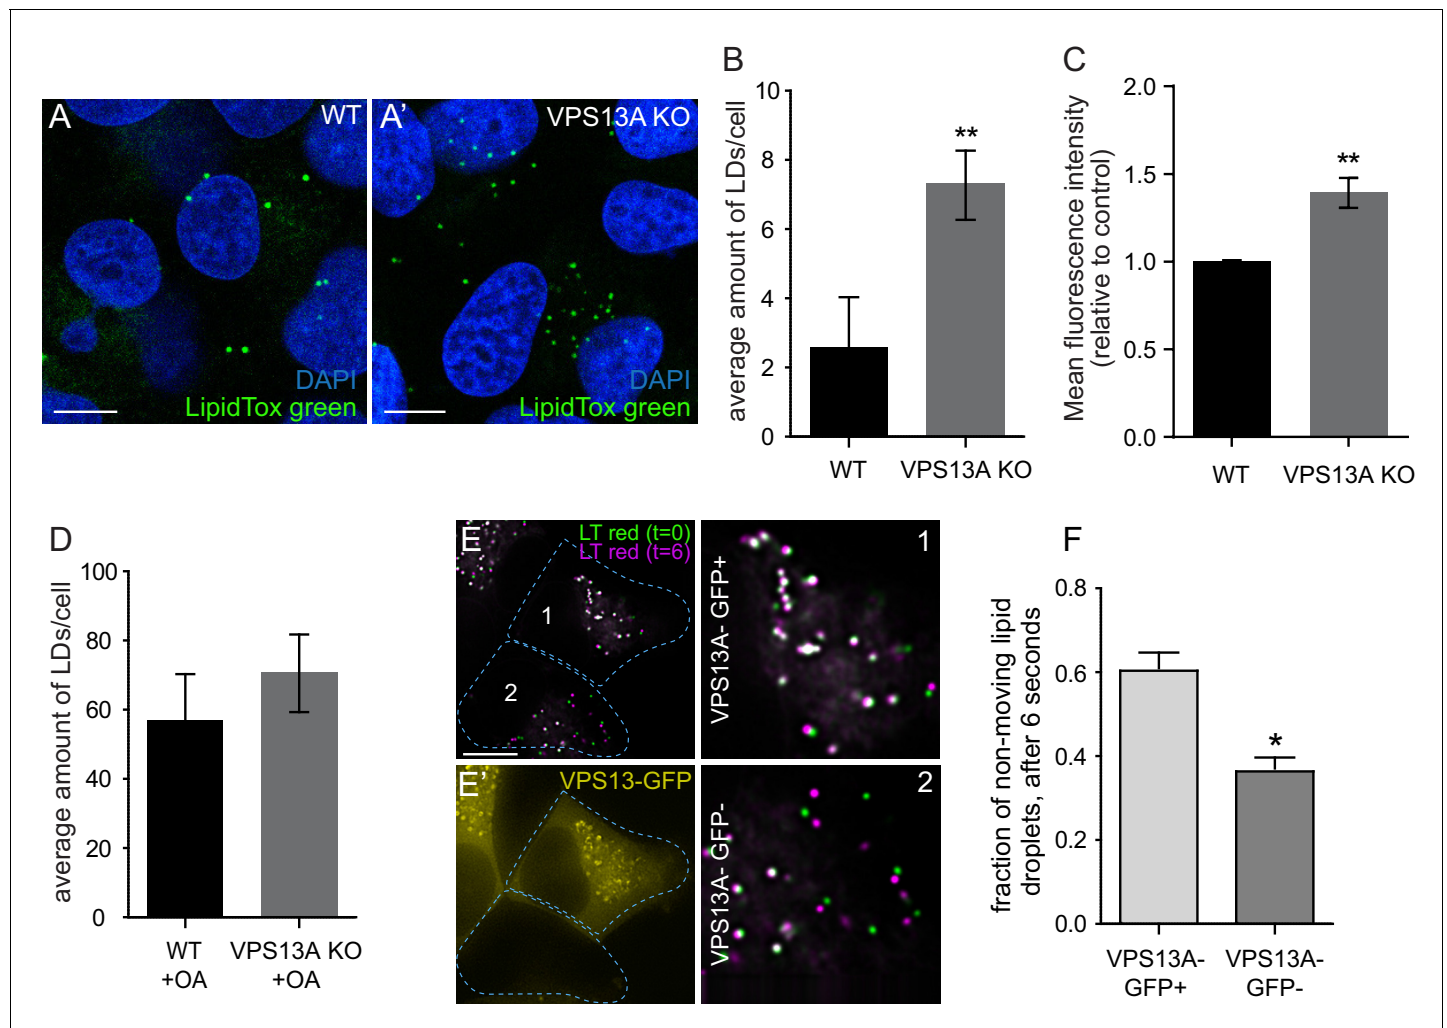 A
WT
DAPI
LipidTox green
A'
VPS13A KO
DAPI
LipidTox green
B
average amount of LDs/cell
10
8
6
4
2
0
**
WT
VPS13A KO
C
Mean fluorescence intensity
(relative to control)
2.0
1.5
1.0
0.5
0.0
**
WT
VPS13A KO
D
average amount of LDs/cell
100
80
60
40
20
0
WT
+OA
VPS13A KO
+OA
E
LT red (t=0)
LT red (t=6)
1
2
VPS13A- GFP+
1
E'
VPS13-GFP
VPS13A- GFP-
2
F
fraction of non-moving lipid
droplets, after 6 seconds
0.8
0.6
0.4
0.2
0.0
*
VPS13A-
GFP+
VPS13A-
GFP-